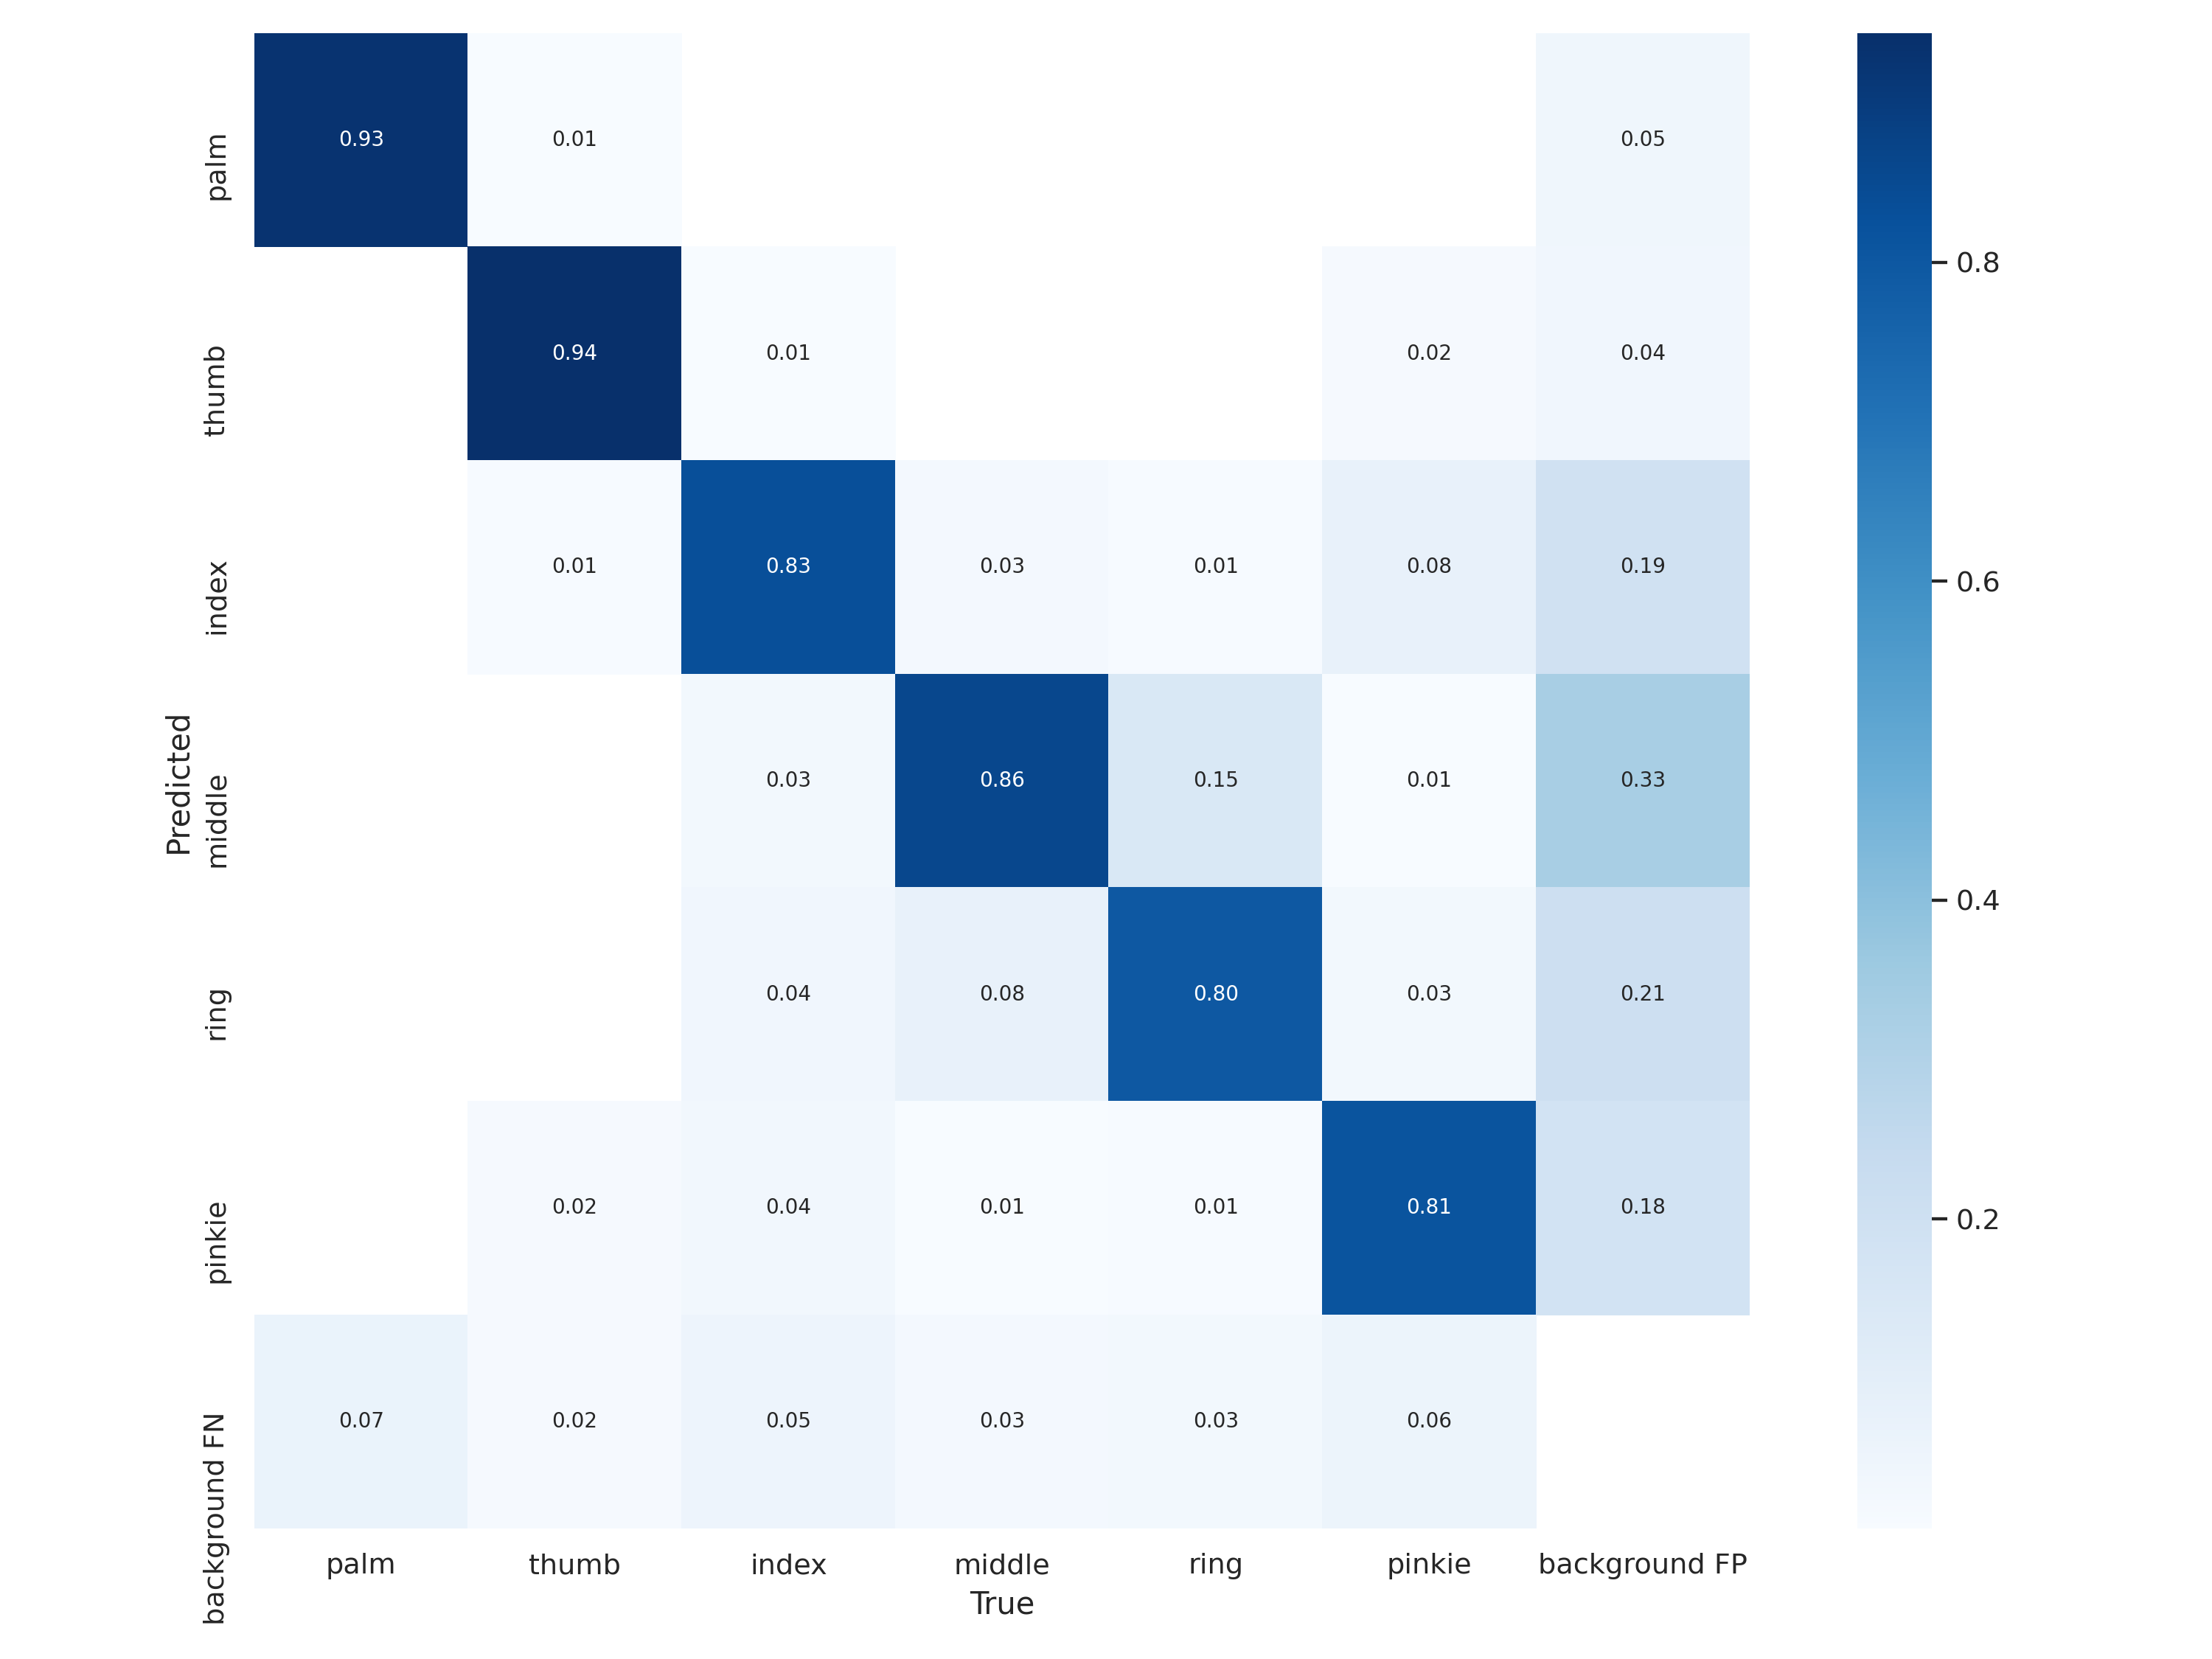 palm 0.93 0.01 0.05
thumb 0.94 0.01 0.02 0.04
index 0.01 0.83 0.03 0.01 0.08 0.19
middle 0.03 0.86 0.15 0.01 0.33
ring 0.04 0.08 0.80 0.03 0.21
pinkie 0.02 0.04 0.01 0.01 0.81 0.18
background FN 0.07 0.02 0.05 0.03 0.03 0.06
Predicted
palm thumb index middle ring pinkie background FP
True
0.8
0.6
0.4
0.2